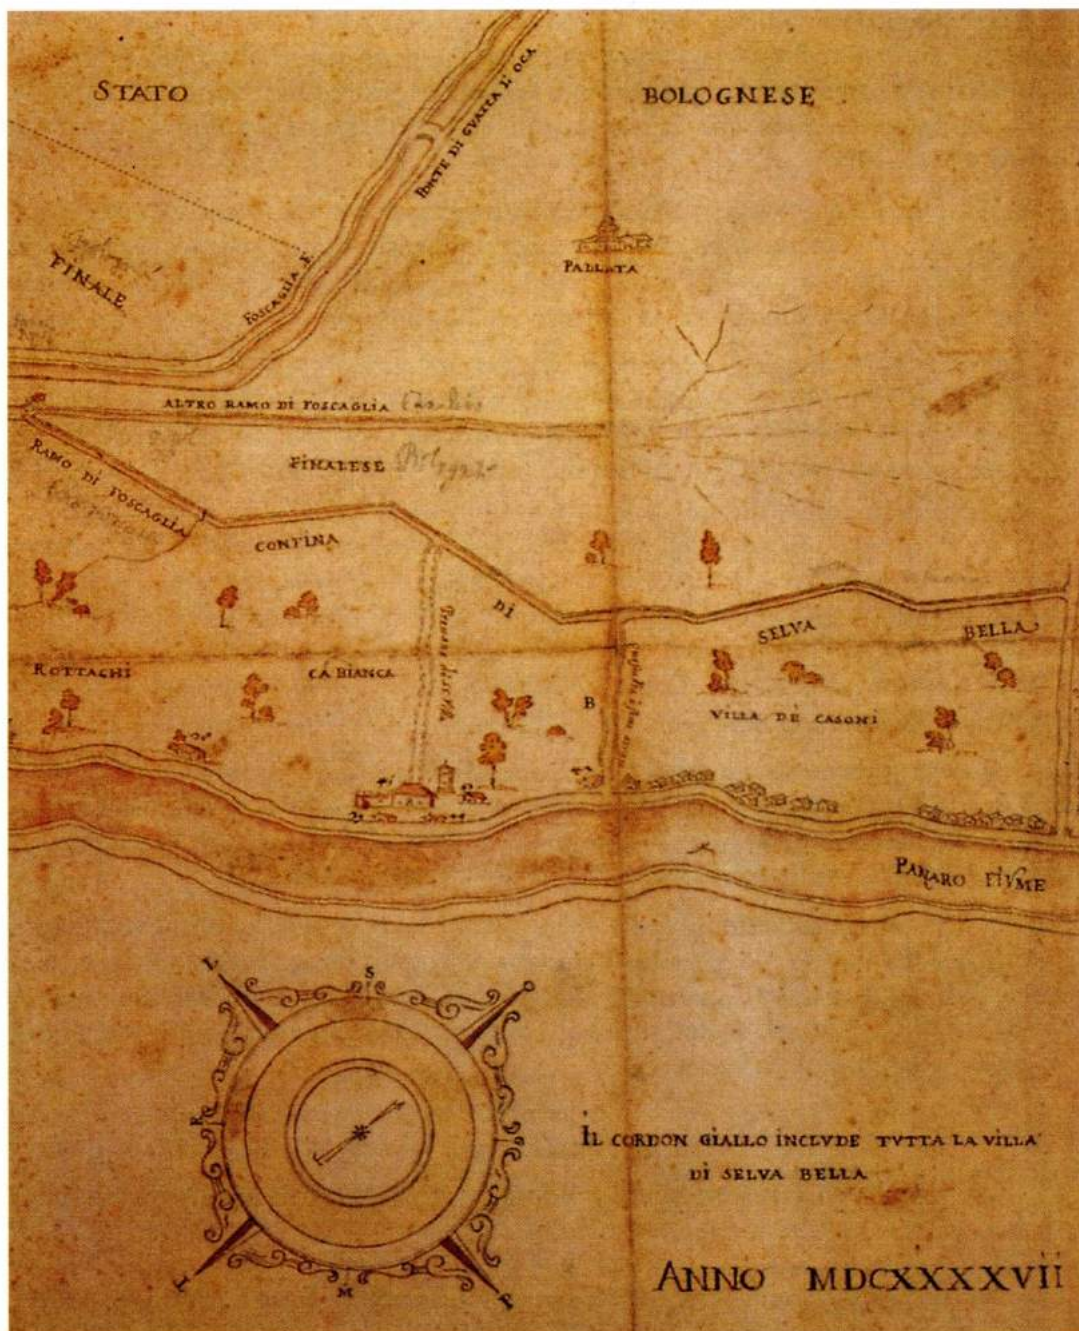 STATO
BOLOGNESE
PONTE DI GVAZZA L'OCA
PALLATA
FINALE
FOSCAGLIA E
ALTRO RAMO DI FOSCAGLIA
RAMO DI FOSCAGLIA
FINALESE
CONFINA
DI
SELVA
BELLA
ROTTACHI
CA BIANCA
B
VILLA DE CASONI
PANARO FIVME
L
S
O
R
I
M
P
IL CORDON GIALLO INCLVDE TVTTA LA VILLA
DI SELVA BELLA
ANNO MDCXXXXVII